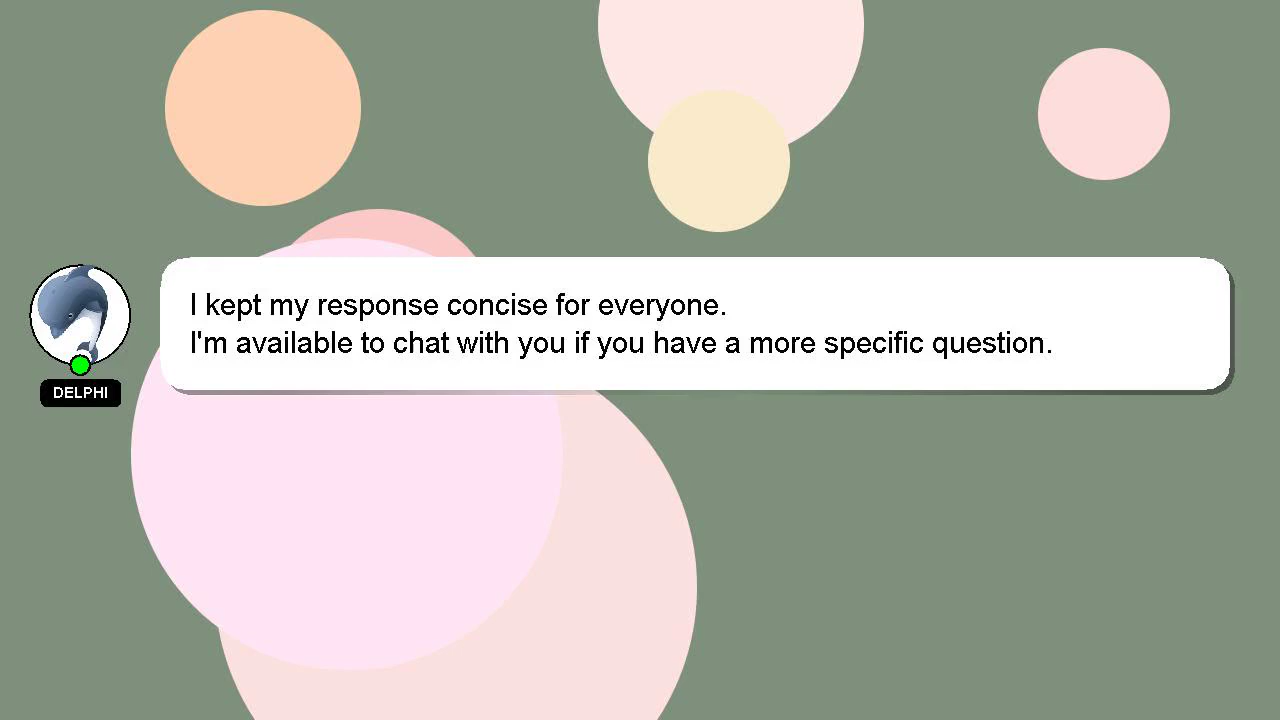 I kept my response concise for everyone.
I'm available to chat with you if you have a more specific question.
DELPHI